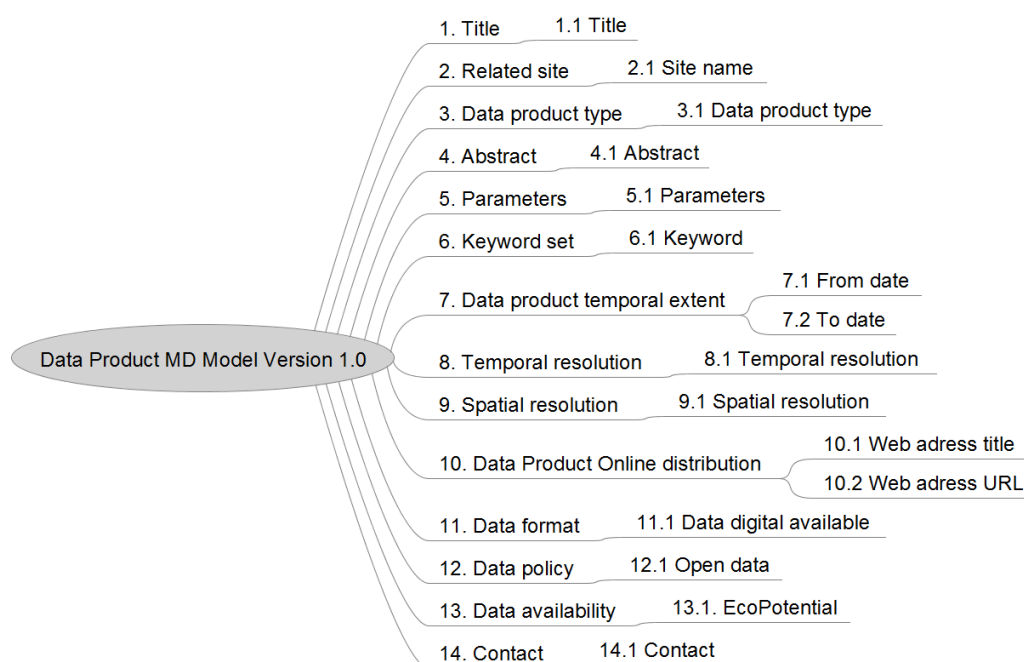 1. Title
1.1 Title
2. Related site
2.1 Site name
3. Data product type
3.1 Data product type
4. Abstract
4.1 Abstract
5. Parameters
5.1 Parameters
6. Keyword set
6.1 Keyword
7. Data product temporal extent
7.1 From date
7.2 To date
Data Product MD Model Version 1.0
8. Temporal resolution
8.1 Temporal resolution
9. Spatial resolution
9.1 Spatial resolution
10. Data Product Online distribution
10.1 Web adress title
10.2 Web adress URL
11. Data format
11.1 Data digital available
12. Data policy
12.1 Open data
13. Data availability
13.1. EcoPotential
14. Contact
14.1 Contact